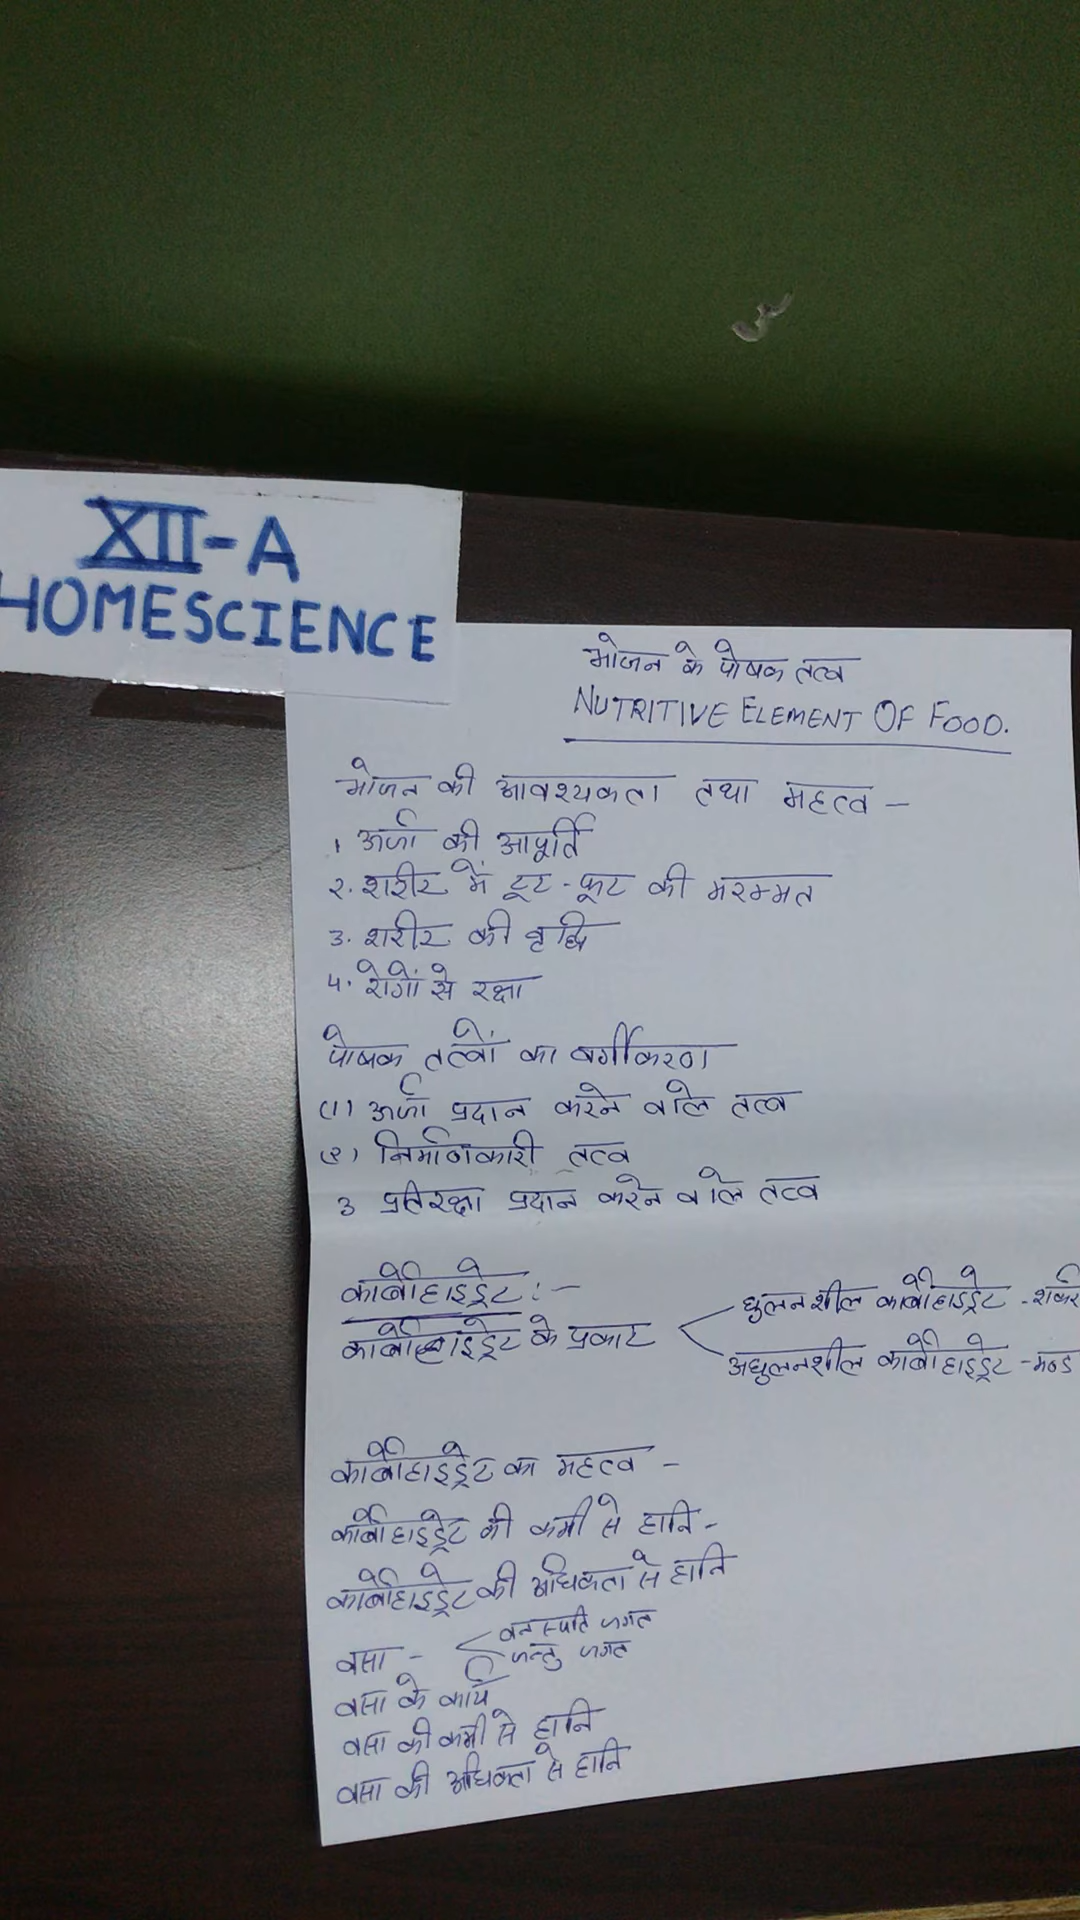 XII-A
HOMESCIENCE
भोजन के पोषक तत्व
NUTRITIVE ELEMENT OF FOOD.
भोजन की आवश्यकता तथा महत्व -
1. ऊर्जा की आपूर्ति
२. शरीर में टूट-फूट की मरम्मत
3. शरीर की वृद्धि
4. रोगों से रक्षा
पोषक तत्वों का वर्गीकरण
(1) ऊर्जा प्रदान करने वाले तत्व
(2) निर्माणकारी तत्व
3 प्रतिरक्षा प्रदान करने वाले तत्व
कार्बोहाइड्रेट :-
कार्बोहाइड्रेट के प्रकार
घुलनशील कार्बोहाइड्रेट -
अघुलनशील कार्बोहाइड्रेट -
कार्बोहाइड्रेट का महत्व -
कार्बोहाइड्रेट की कमी से हानि -
कार्बोहाइड्रेट की अधिकता से हानि
वसा - वनस्पति जगत
जन्तु जगत
वसा के कार्य
वसा की कमी से हानि
वसा की अधिकता से हानि